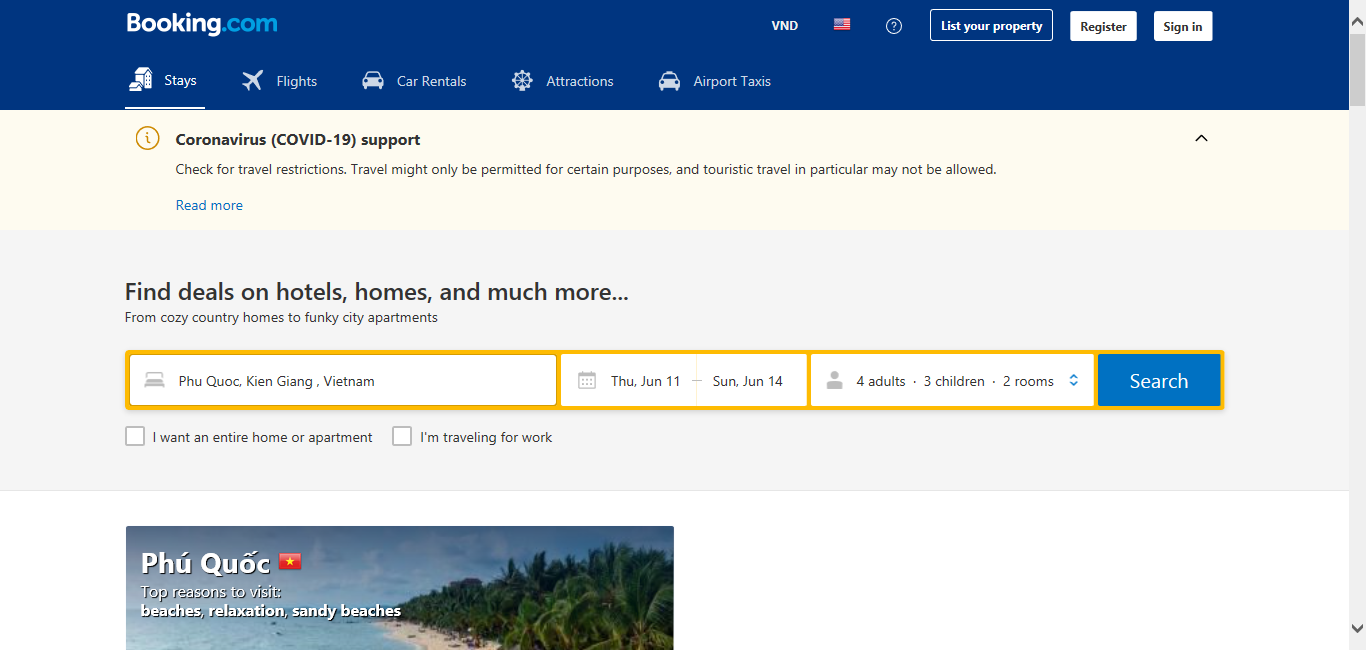 Booking.com
VND
List your property
Register
Sign in
Stays
Flights
Car Rentals
Attractions
Airport Taxis
Coronavirus (COVID-19) support
Check for travel restrictions. Travel might only be permitted for certain purposes, and touristic travel in particular may not be allowed.
Read more
Find deals on hotels, homes, and much more...
From cozy country homes to funky city apartments
Phu Quoc, Kien Giang , Vietnam
Thu, Jun 11 — Sun, Jun 14
4 adults · 3 children · 2 rooms
Search
I want an entire home or apartment
I'm traveling for work
Phú Quốc
Top reasons to visit:
beaches, relaxation, sandy beaches